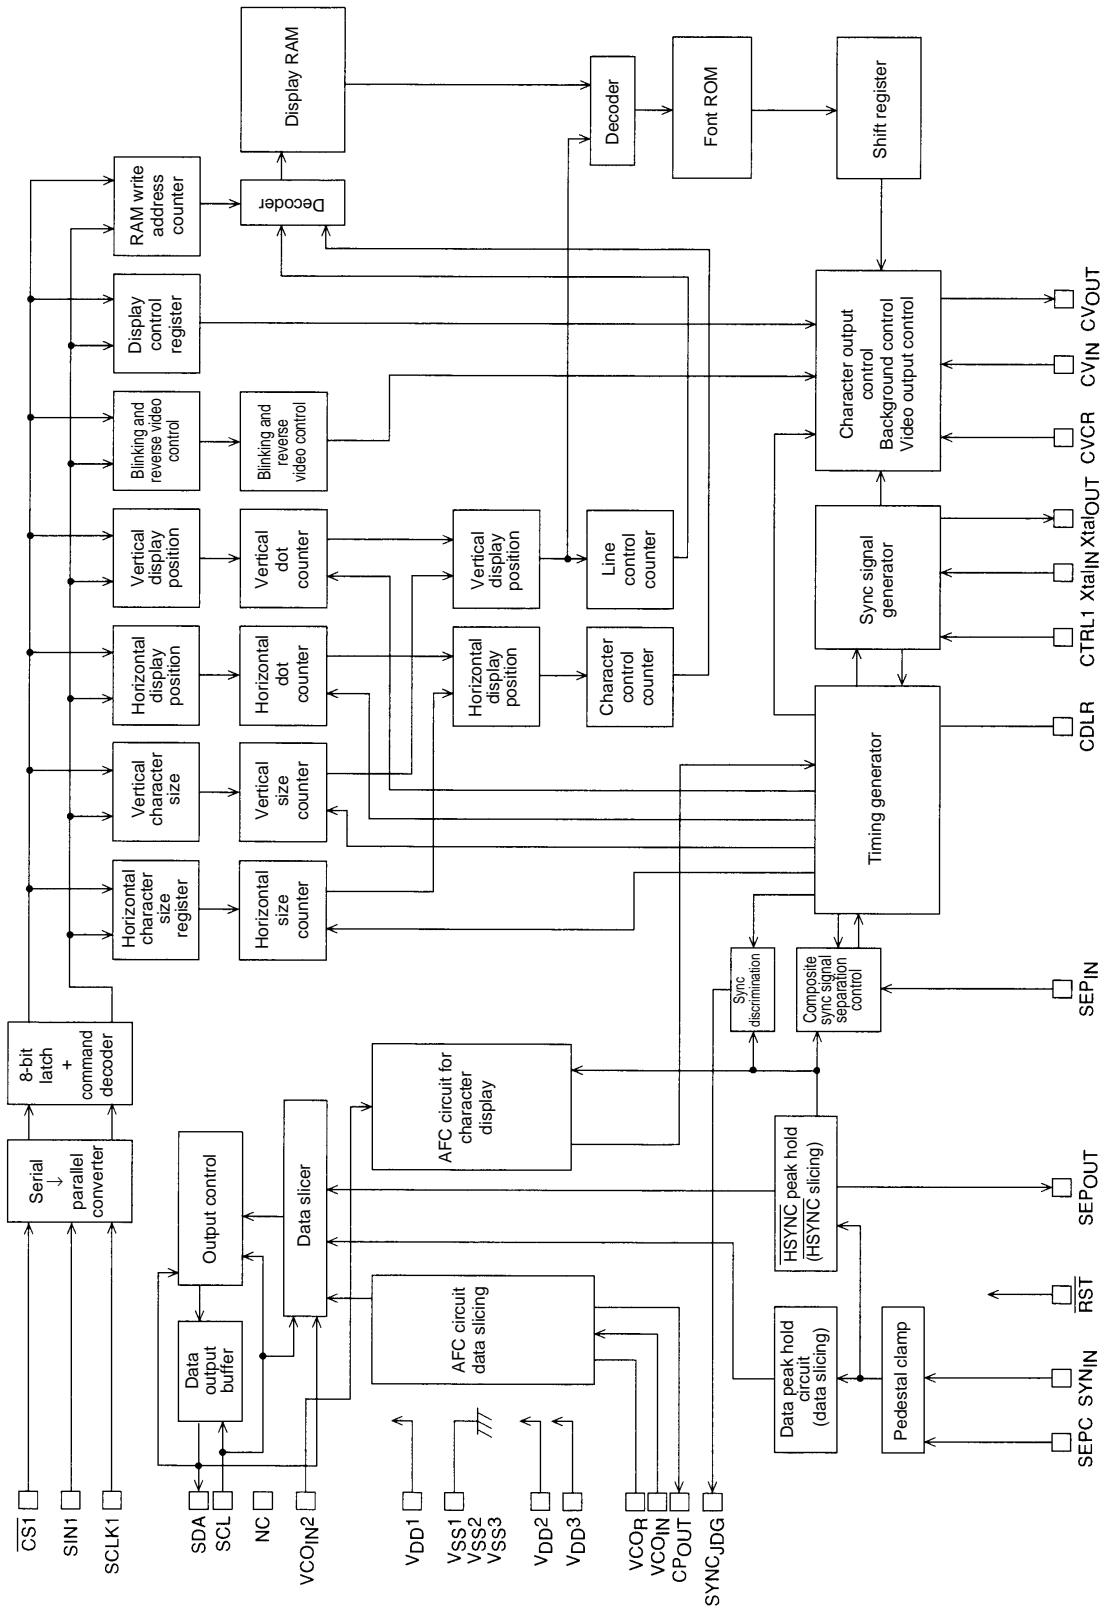 CS1
SIN1
SCLK1
Serial
→
parallel
converter
8-bit
latch
+
command
decoder
SDA
SCL
NC
VCOIN2
Data
output
buffer
Output control
Data slicer
Horizontal
character
size
register
Vertical
character
size
Horizontal
display
position
Vertical
display
position
Blinking and
reverse video
control
Display
control
register
RAM write
address
counter
Horizontal
size
counter
Vertical
size
counter
Horizontal
dot
counter
Vertical
dot
counter
Blinking and
reverse
video control
Decoder
Display RAM
VDD1
VSS1
VSS2
VSS3
VDD2
VDD3
AFC circuit
data slicing
AFC circuit for
character
display
Horizontal
display
position
Vertical
display
position
Character
control
counter
Line
control
counter
Decoder
Font ROM
Shift register
VCOR
VCOIN
CPOUT
SYNCJDG
Sync
discrimination
Data peak hold
circuit
(data slicing)
HSYNC peak hold
(HSYNC slicing)
Composite
sync signal
separation
control
Timing generator
Sync signal
generator
Character output
control
Background control
Video output control
Pedestal clamp
SEPC
SYNIN
RST
SEPOUT
SEPIN
CDLR
CTRL1
XtalIN
XtalOUT
CVCR
CVIN
CVOUT